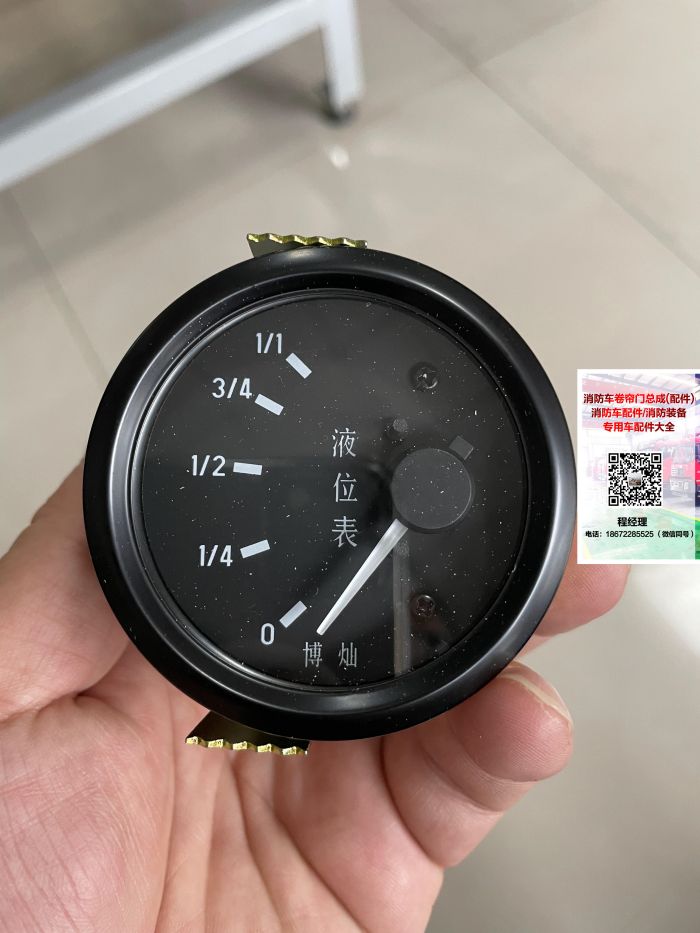 1/1
3/4
1/2
1/4
0
液位表
博灿
消防车卷帘门总成(配件)
消防车配件/消防装备
专用车配件大全
程经理
电话：18672285525（微信同号）